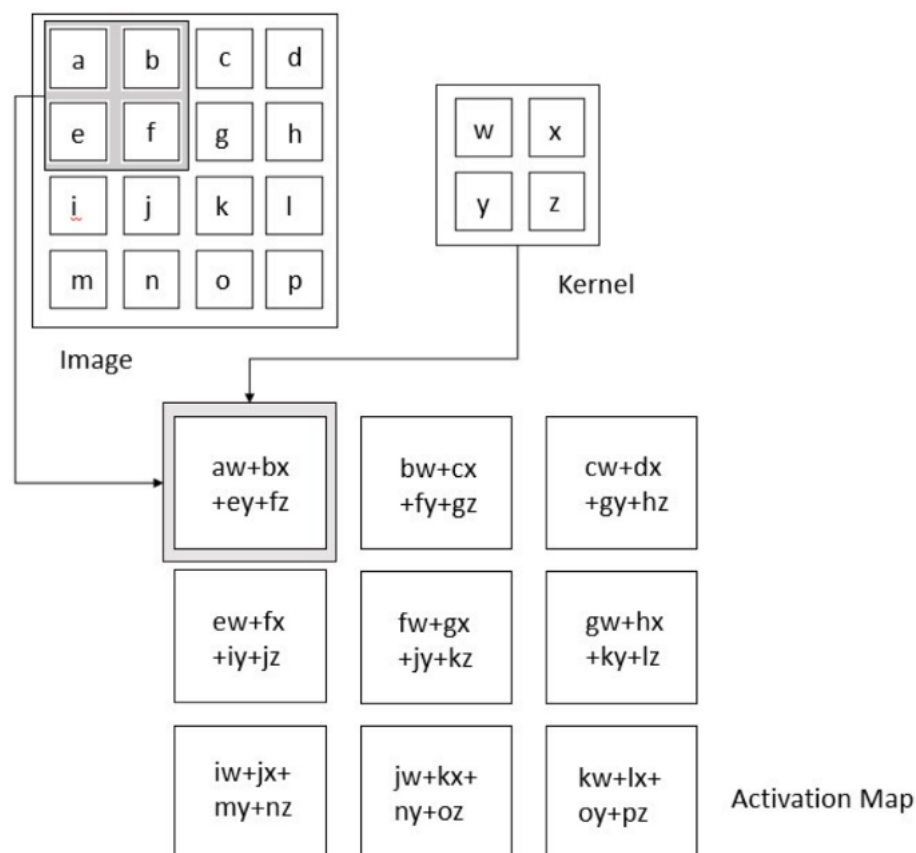 a b c d
e f g h
i j k l
m n o p
Image
w x
y z
Kernel
aw+bx
+ey+fz
bw+cx
+fy+gz
cw+dx
+gy+hz
ew+fx
+iy+jz
fw+gx
+jy+kz
gw+hx
+ky+lz
iw+jx+
my+nz
jw+kx+
ny+oz
kw+lx+
oy+pz
Activation Map